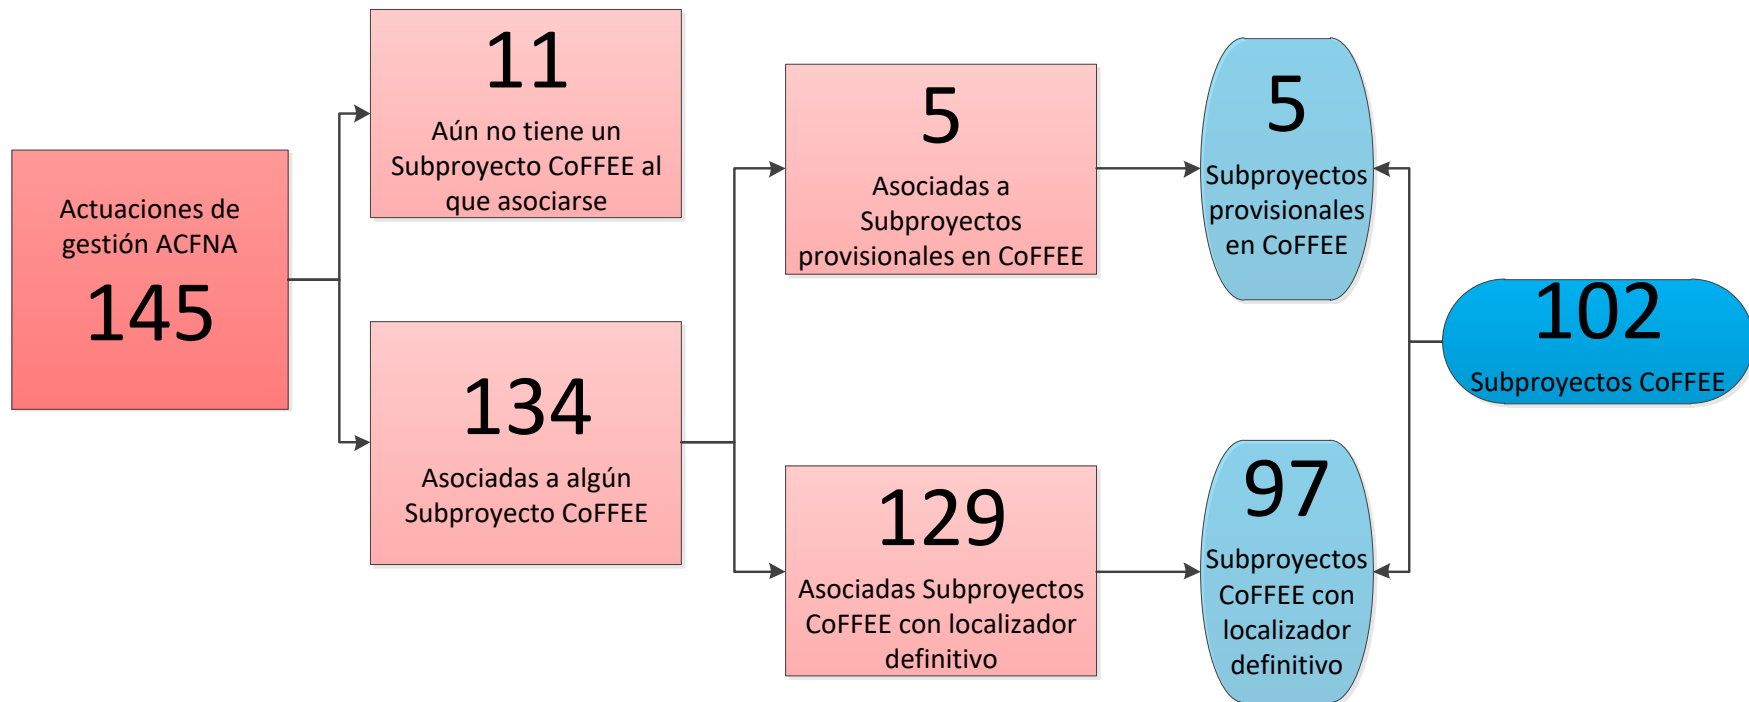 Actuaciones de
gestión ACFNA
145
11
Aún no tiene un
Subproyecto CoFFEE al
que asociarse
134
Asociadas a algún
Subproyecto CoFFEE
5
Asociadas a
Subproyectos
provisionales en CoFFEE
129
Asociadas Subproyectos
CoFFEE con localizador
definitivo
5
Subproyectos
provisionales
en CoFFEE
97
Subproyectos
CoFFEE con
localizador
definitivo
102
Subproyectos CoFFEE